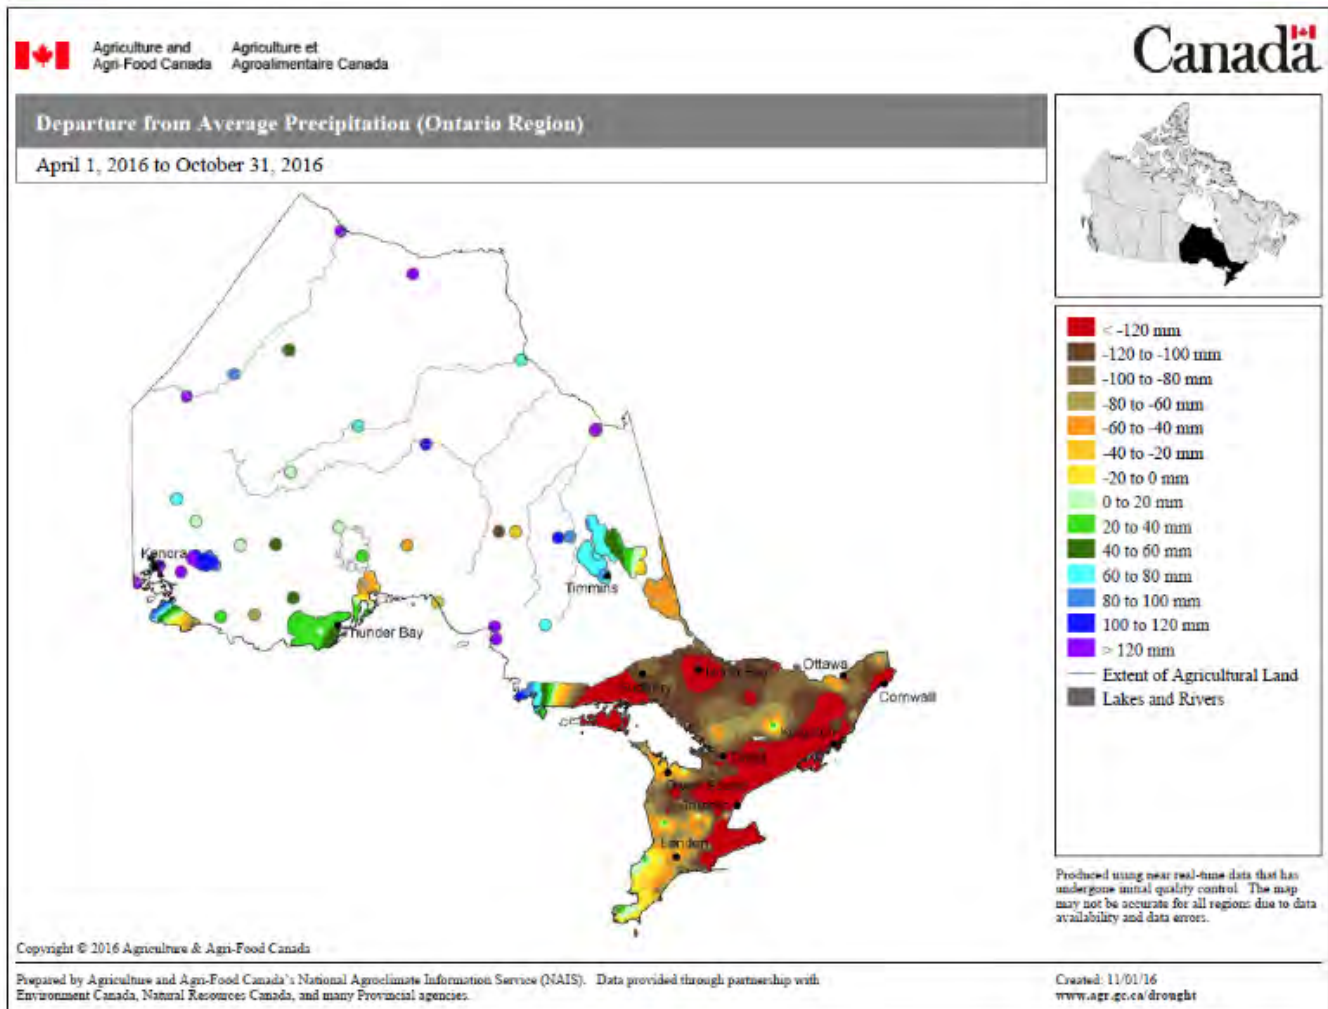 Agriculture and
Agri-Food Canada
Agriculture et
Agroalimentaire Canada
Canada
Departure from Average Precipitation (Ontario Region)
April 1, 2016 to October 31, 2016
< -120 mm
-120 to -100 mm
-100 to -80 mm
-80 to -60 mm
-60 to -40 mm
-40 to -20 mm
-20 to 0 mm
0 to 20 mm
20 to 40 mm
40 to 60 mm
60 to 80 mm
80 to 100 mm
100 to 120 mm
> 120 mm
Extent of Agricultural Land
Lakes and Rivers
Kenora
Timmins
Thunder Bay
Sudbury
Ottawa
Cornwall
London
Produced using near real-time data that has
undergone initial quality control. The map
may not be accurate for all regions due to data
availability and data errors.
Copyright © 2016 Agriculture & Agri-Food Canada
Prepared by Agriculture and Agri-Food Canada's National Agroclimate Information Service (NAIS). Data provided through partnership with
Environment Canada, Natural Resources Canada, and many Provincial agencies.
Created: 11/01/16
www.agr.gc.ca/drought